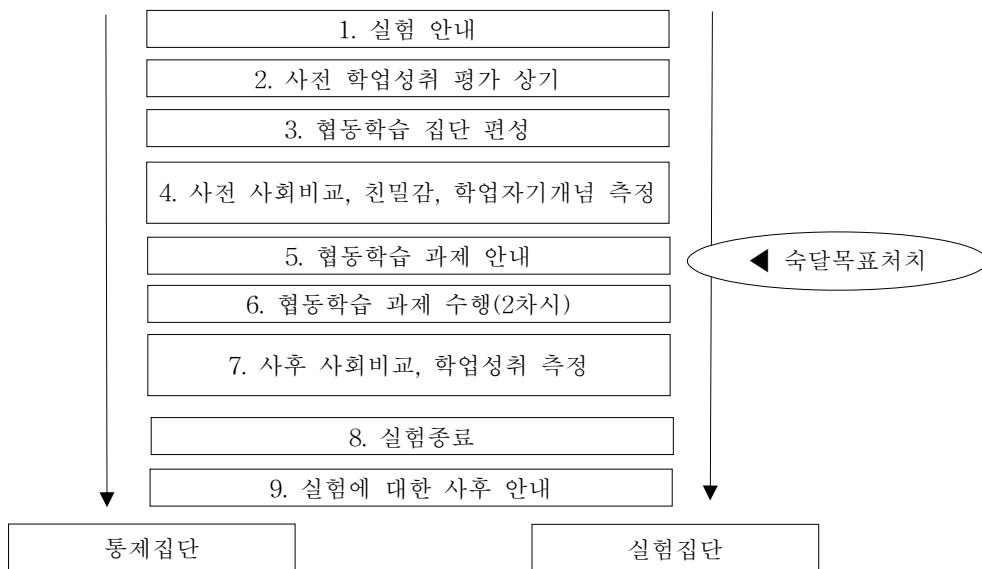 1. 실험 안내
2. 사전 학업성취 평가 상기
3. 협동학습 집단 편성
4. 사전 사회비교, 친밀감, 학업자기개념 측정
5. 협동학습 과제 안내
◀ 숙달목표처치
6. 협동학습 과제 수행(2차시)
7. 사후 사회비교, 학업성취 측정
8. 실험종료
9. 실험에 대한 사후 안내
통제집단
실험집단